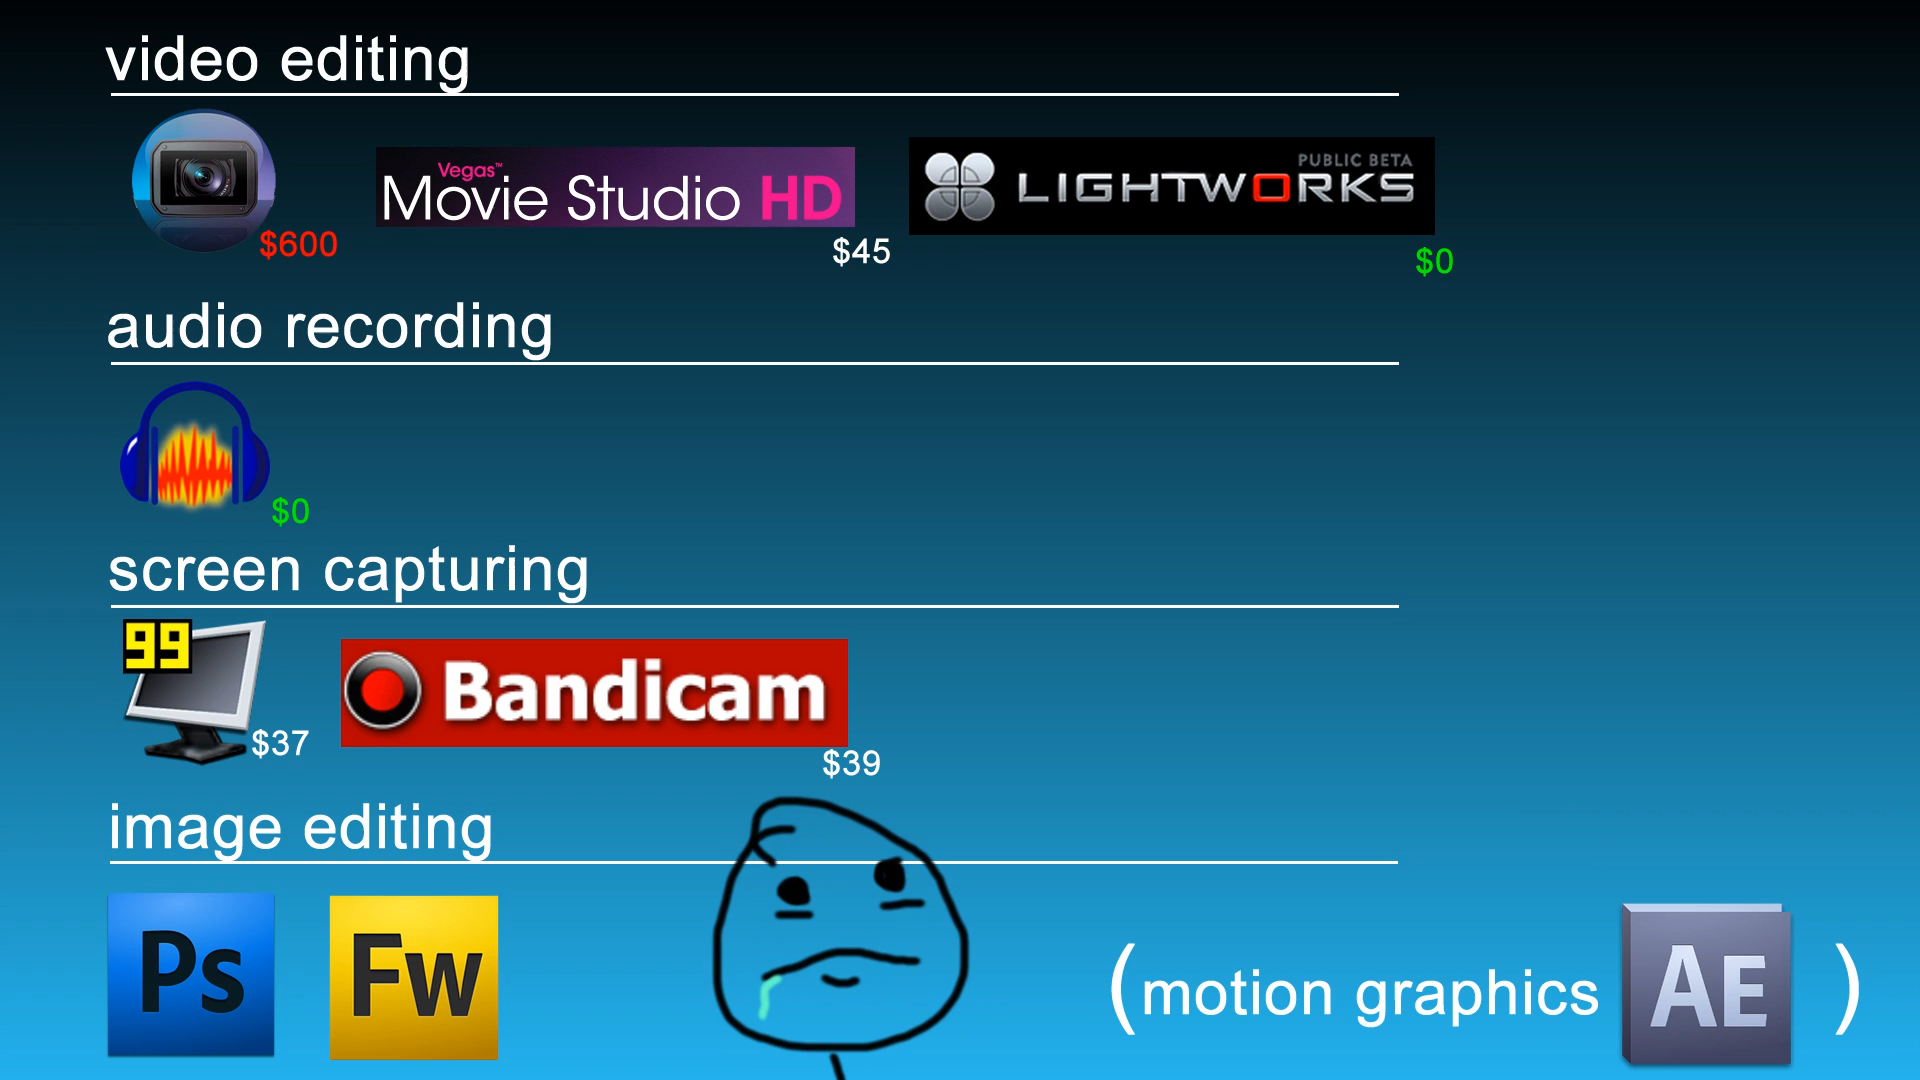 video editing
$600
Vegas™
Movie Studio HD
$45
PUBLIC BETA
LIGHTWORKS
$0
audio recording
$0
screen capturing
99
$37
Bandicam
$39
image editing
Ps
Fw
(motion graphics AE )